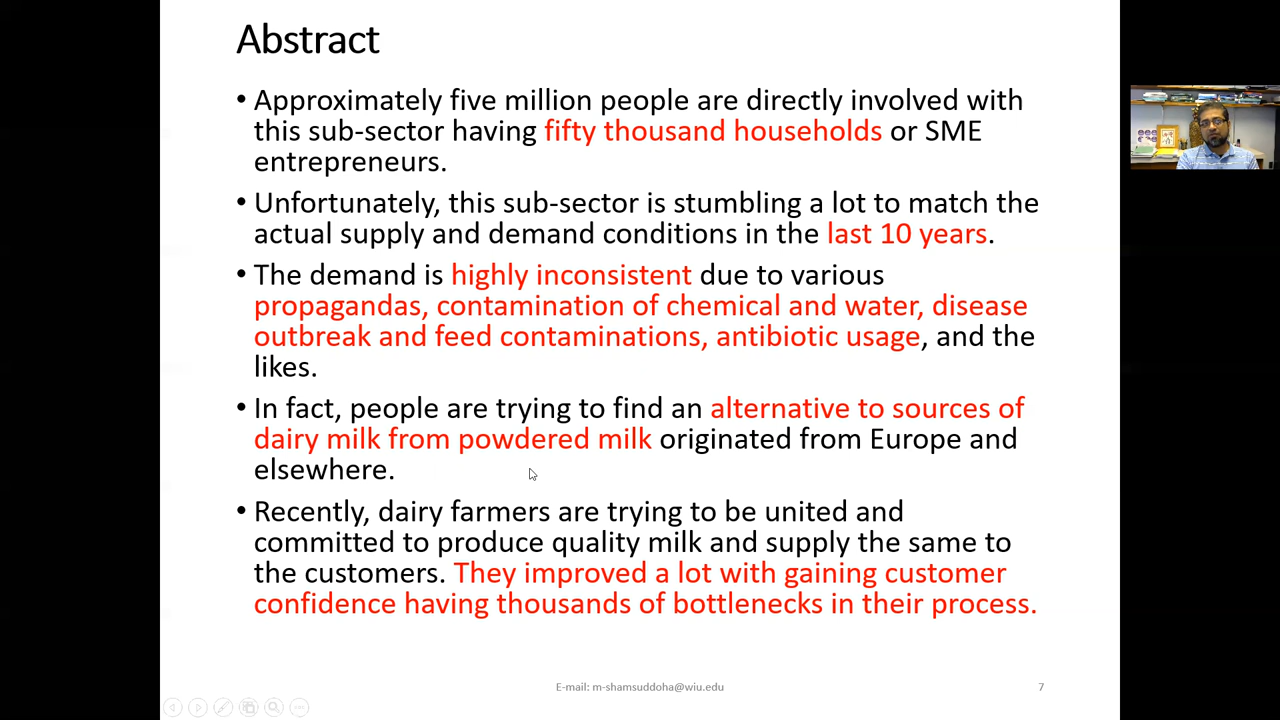 Abstract
• Approximately five million people are directly involved with
this sub-sector having fifty thousand households or SME
entrepreneurs.
• Unfortunately, this sub-sector is stumbling a lot to match the
actual supply and demand conditions in the last 10 years.
• The demand is highly inconsistent due to various
propagandas, contamination of chemical and water, disease
outbreak and feed contaminations, antibiotic usage, and the
likes.
• In fact, people are trying to find an alternative to sources of
dairy milk from powdered milk originated from Europe and
elsewhere.
• Recently, dairy farmers are trying to be united and
committed to produce quality milk and supply the same to
the customers. They improved a lot with gaining customer
confidence having thousands of bottlenecks in their process.
E-mail: m-shamsuddoha@wiu.edu
7